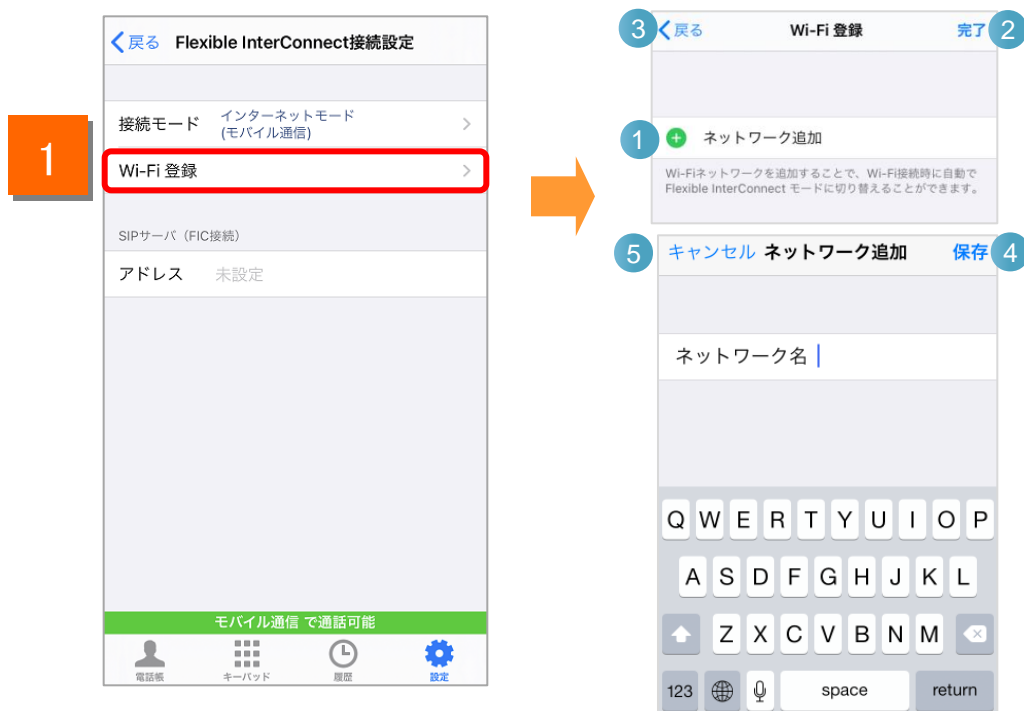 1
戻る Flexible InterConnect接続設定
接続モード インターネットモード
(モバイル通信)
Wi-Fi 登録
SIPサーバ (FIC接続)
アドレス 未設定
モバイル通信 で通話可能
電話帳 キーパッド 履歴 設定
3 戻る Wi-Fi 登録 完了 2
1 ネットワーク追加
Wi-Fiネットワークを追加することで、Wi-Fi接続時に自動で
Flexible InterConnect モードに切り替えることができます。
5 キャンセル ネットワーク追加 保存 4
ネットワーク名
Q W E R T Y U I O P
A S D F G H J K L
Z X C V B N M
123 space return